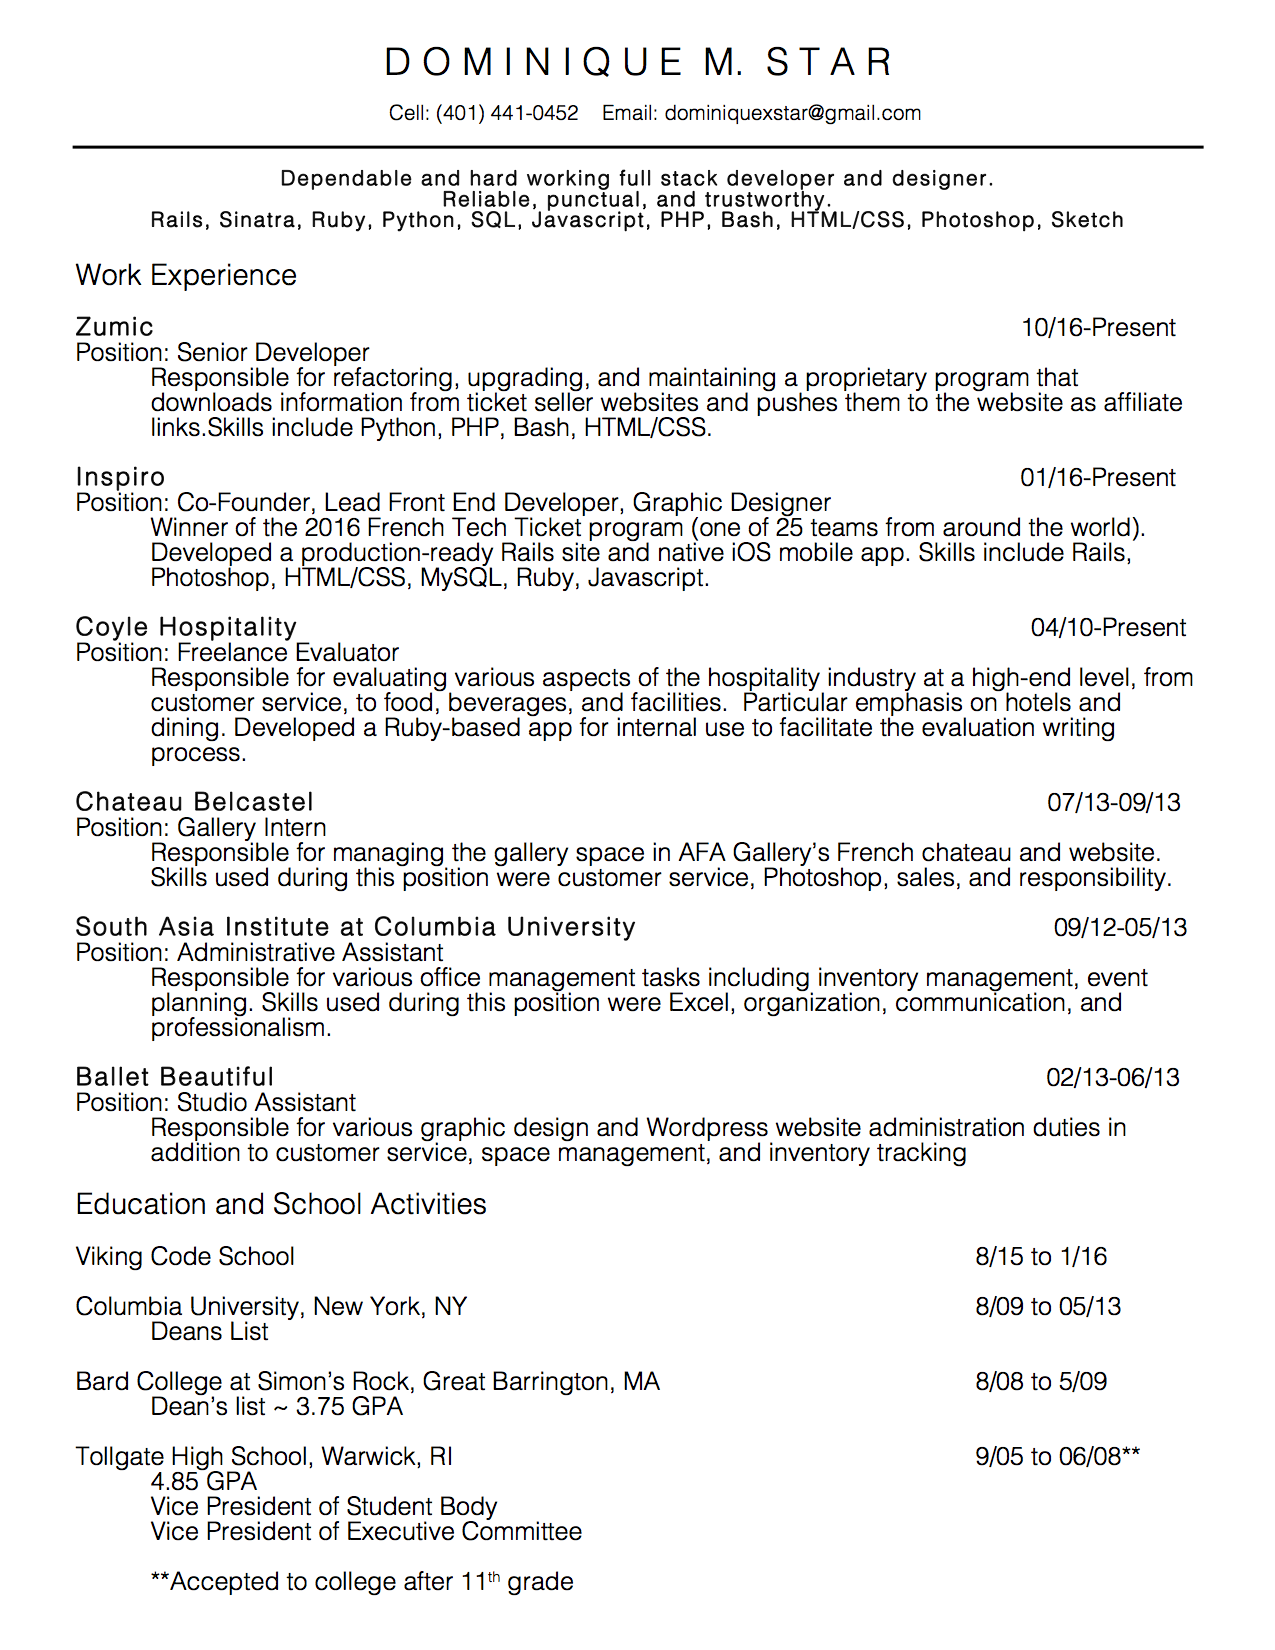 DOMINIQUE M. STAR
Cell: (401) 441-0452 Email: dominiquexstar@gmail.com
Dependable and hard working full stack developer and designer.
Reliable, punctual, and trustworthy.
Rails, Sinatra, Ruby, Python, SQL, Javascript, PHP, Bash, HTML/CSS, Photoshop, Sketch
Work Experience
Zumic 10/16-Present
Position: Senior Developer
Responsible for refactoring, upgrading, and maintaining a proprietary program that
downloads information from ticket seller websites and pushes them to the website as affiliate
links.Skills include Python, PHP, Bash, HTML/CSS.
Inspiro 01/16-Present
Position: Co-Founder, Lead Front End Developer, Graphic Designer
Winner of the 2016 French Tech Ticket program (one of 25 teams from around the world).
Developed a production-ready Rails site and native iOS mobile app. Skills include Rails,
Photoshop, HTML/CSS, MySQL, Ruby, Javascript.
Coyle Hospitality 04/10-Present
Position: Freelance Evaluator
Responsible for evaluating various aspects of the hospitality industry at a high-end level, from
customer service, to food, beverages, and facilities.  Particular emphasis on hotels and
dining. Developed a Ruby-based app for internal use to facilitate the evaluation writing
process.
Chateau Belcastel 07/13-09/13
Position: Gallery Intern
Responsible for managing the gallery space in AFA Gallery’s French chateau and website.
Skills used during this position were customer service, Photoshop, sales, and responsibility.
South Asia Institute at Columbia University 09/12-05/13
Position: Administrative Assistant
Responsible for various office management tasks including inventory management, event
planning. Skills used during this position were Excel, organization, communication, and
professionalism.
Ballet Beautiful 02/13-06/13
Position: Studio Assistant
Responsible for various graphic design and Wordpress website administration duties in
addition to customer service, space management, and inventory tracking
Education and School Activities
Viking Code School 8/15 to 1/16
Columbia University, New York, NY 8/09 to 05/13
Deans List
Bard College at Simon’s Rock, Great Barrington, MA 8/08 to 5/09
Dean’s list ~ 3.75 GPA
Tollgate High School, Warwick, RI 9/05 to 06/08**
4.85 GPA
Vice President of Student Body
Vice President of Executive Committee
**Accepted to college after 11th grade